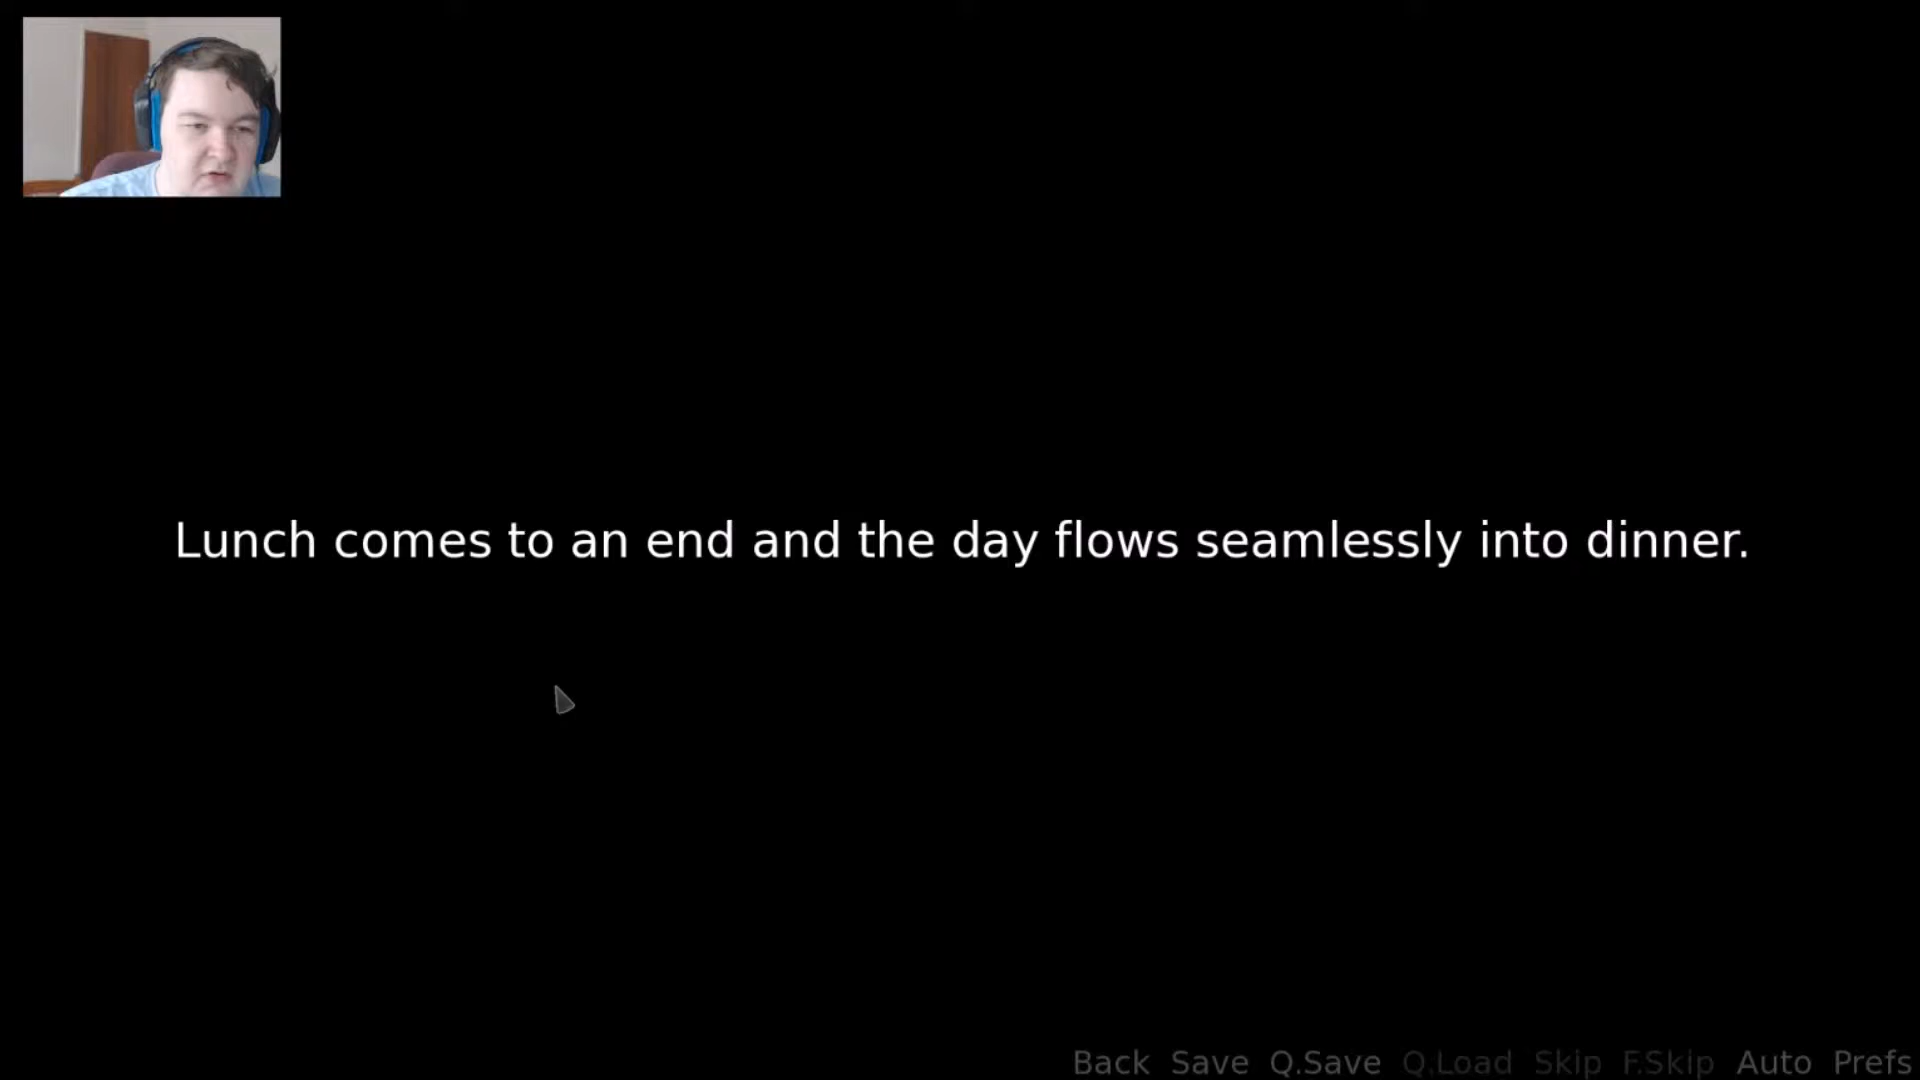 Lunch comes to an end and the day flows seamlessly into dinner.
Back Save Q.Save Q.Load Skip F.Skip Auto Prefs